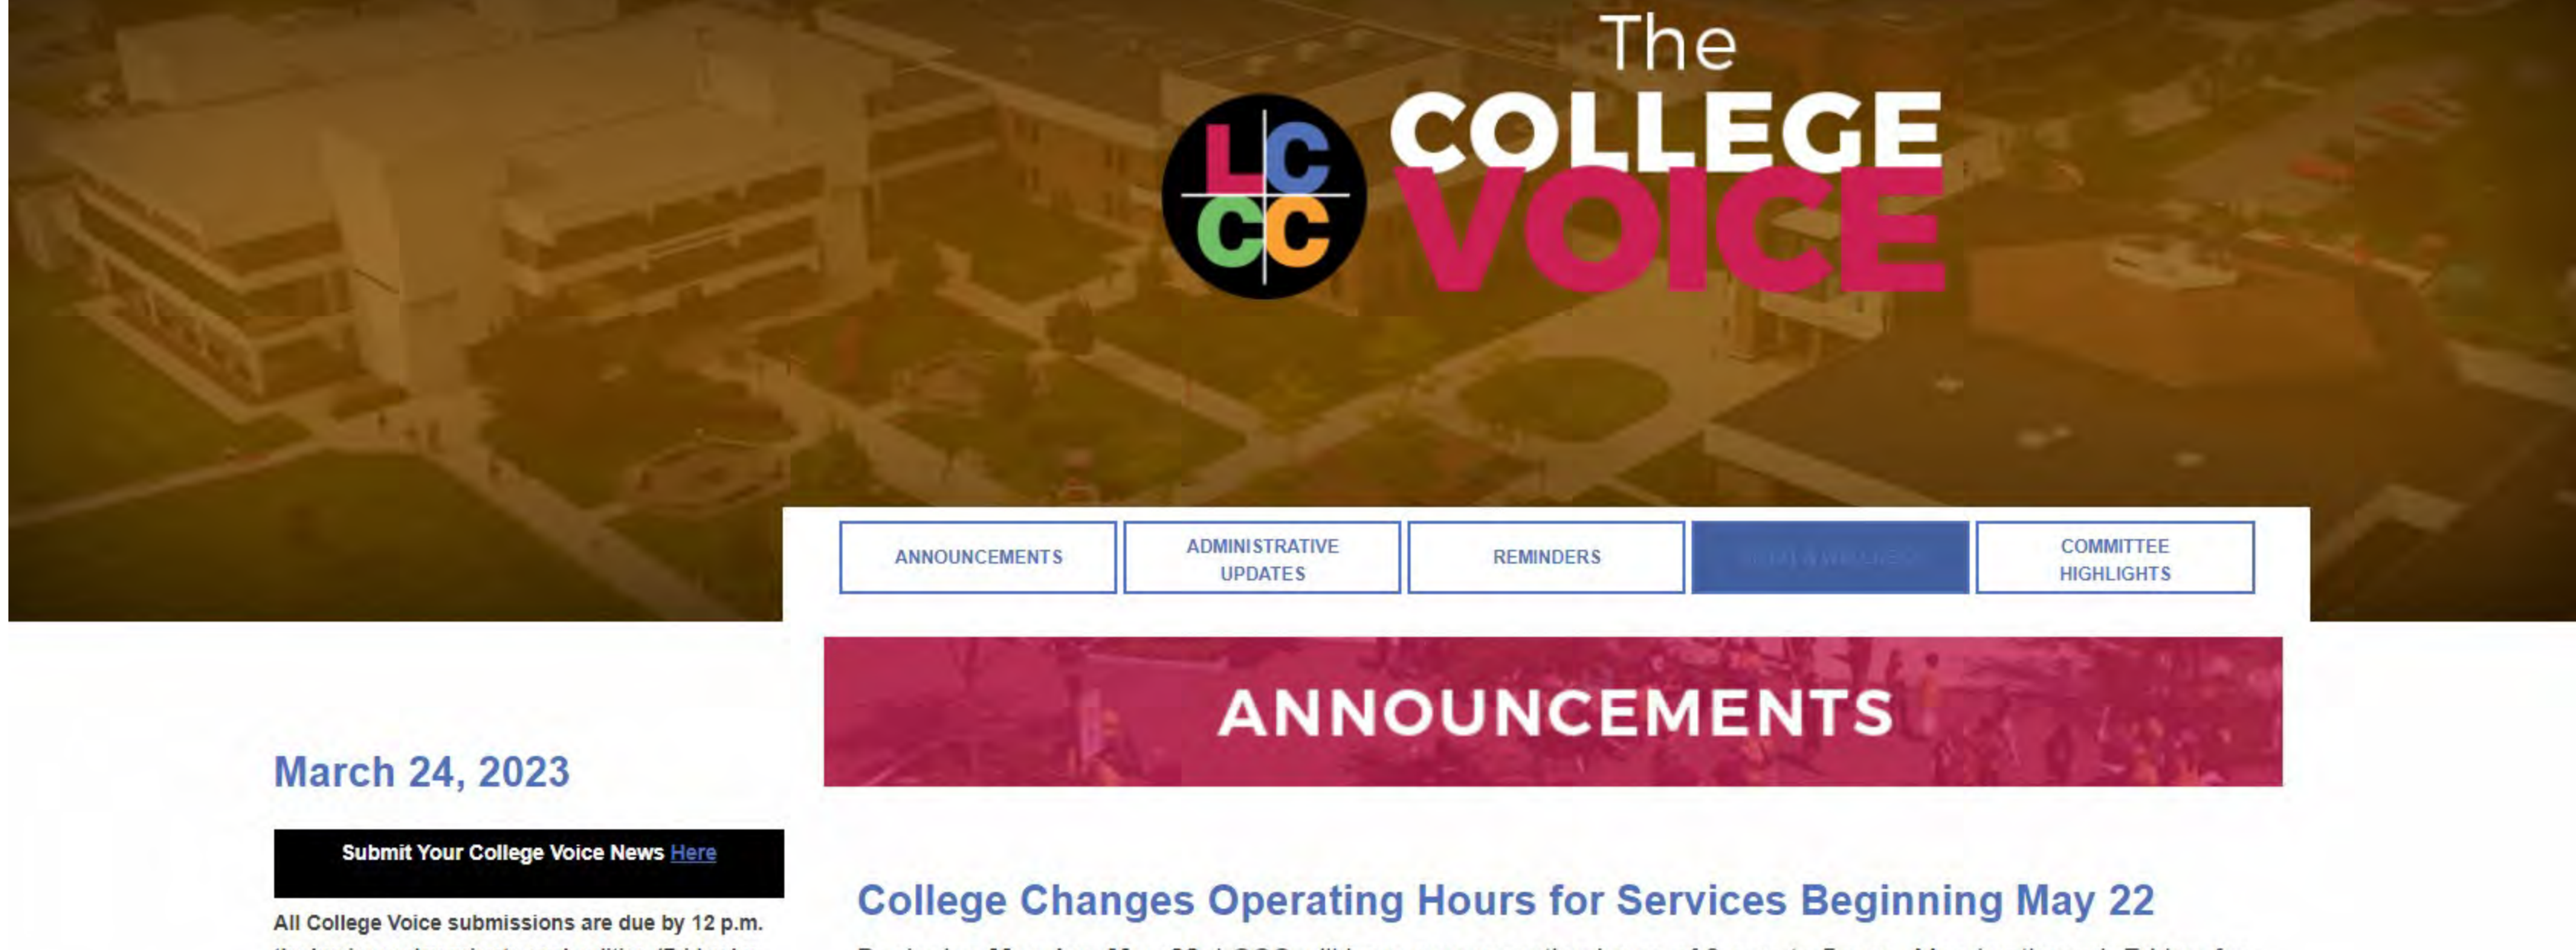 The
COLLEGE
VOICE
LC
CC
ANNOUNCEMENTS
ADMINISTRATIVE
UPDATES
REMINDERS
COMMITTEE
HIGHLIGHTS
ANNOUNCEMENTS
March 24, 2023
Submit Your College Voice News Here
All College Voice submissions are due by 12 p.m.
College Changes Operating Hours for Services Beginning May 22